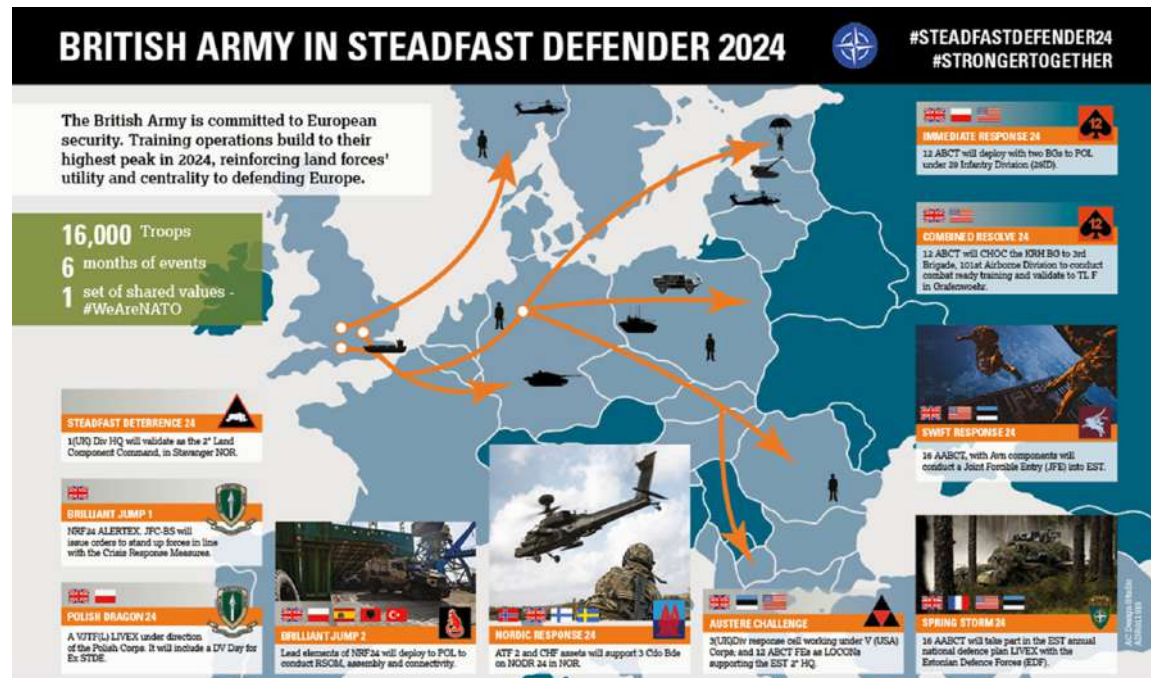 BRITISH ARMY IN STEADFAST DEFENDER 2024
#STEADFASTDEFENDER24
#STRONGERTOGETHER
The British Army is committed to European
security. Training operations build to their
highest peak in 2024, reinforcing land forces'
utility and centrality to defending Europe.
16,000 Troops
6 months of events
1 set of shared values -
#WeAreNATO
STEADFAST DETERRENCE 24
1(UK) Div HQ will validate as the 2* Land
Component Command, in Stavanger NOR.
BRILLIANT JUMP 1
NRF24 ALERTEX. JFC-BS will
issue orders to stand up forces in line
with the Crisis Response Measures.
POLISH DRAGON 24
A VJTF(L) LIVEX under direction
of the Polish Corps. It will include a DV Day for
Ex STDE.
BRILLIANT JUMP 2
Lead elements of NRF24 will deploy to POL to
conduct RSOM, assembly and connectivity.
NORDIC RESPONSE 24
ATF 2 and CHF assets will support 3 Cdo Bde
on NODR 24 in NOR.
AUSTERE CHALLENGE
3(UK)Div response cell working under V (USA)
Corps; and 12 ABCT FEs as LOCONs
supporting the EST 2* HQ.
12
IMMEDIATE RESPONSE 24
12 ABCT will deploy with two BGs to POL
under 29 Infantry Division (29ID).
12
COMBINED RESOLVE 24
12 ABCT will CHOC the KRH BG to 3rd
Brigade, 101st Airborne Division to conduct
combat ready training and validate to TL F
in Grafenwoehr.
SWIFT RESPONSE 24
16 AABCT, with Avn components will
conduct a Joint Forcible Entry (JFE) into EST.
SPRING STORM 24
16 AABCT will take part in the EST annual
national defence plan LIVEX with the
Estonian Defence Forces (EDF).